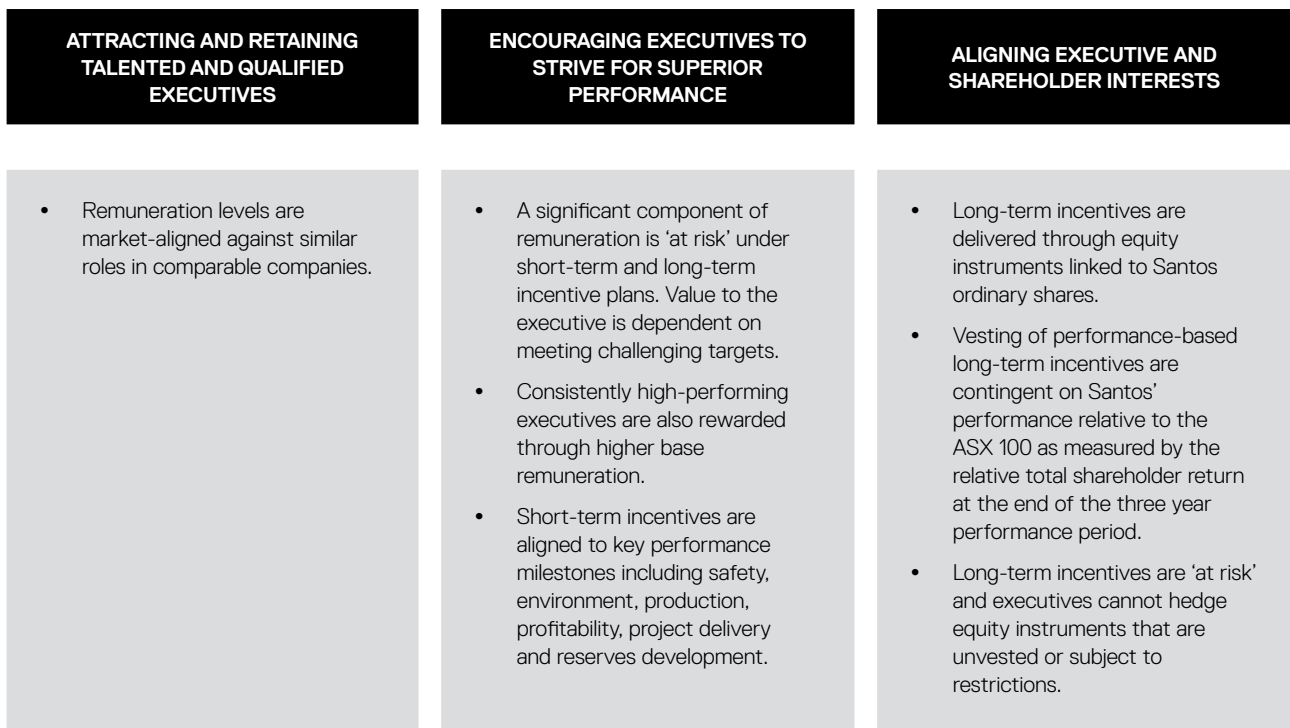 ATTRACTING AND RETAINING
TALENTED AND QUALIFIED
EXECUTIVES
• Remuneration levels are
market-aligned against similar
roles in comparable companies.
ENCOURAGING EXECUTIVES TO
STRIVE FOR SUPERIOR
PERFORMANCE
• A significant component of
remuneration is ‘at risk’ under
short-term and long-term
incentive plans. Value to the
executive is dependent on
meeting challenging targets.
• Consistently high-performing
executives are also rewarded
through higher base
remuneration.
• Short-term incentives are
aligned to key performance
milestones including safety,
environment, production,
profitability, project delivery
and reserves development.
ALIGNING EXECUTIVE AND
SHAREHOLDER INTERESTS
• Long-term incentives are
delivered through equity
instruments linked to Santos
ordinary shares.
• Vesting of performance-based
long-term incentives are
contingent on Santos’
performance relative to the
ASX 100 as measured by the
relative total shareholder return
at the end of the three year
performance period.
• Long-term incentives are ‘at risk’
and executives cannot hedge
equity instruments that are
unvested or subject to
restrictions.